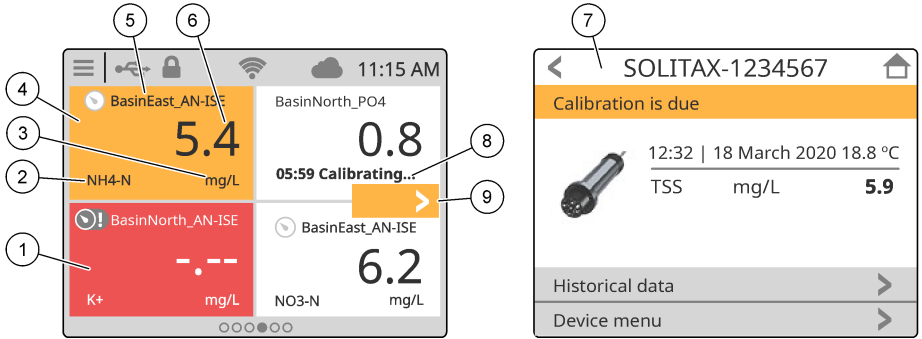 5
6
7
11:15 AM
SOLITAX-1234567
4
BasinEast_AN-ISE
BasinNorth_PO4
Calibration is due
5.4
0.8
3
8
05:59 Calibrating...
12:32 | 18 March 2020 18.8 ºC
2
NH4-N
mg/L
TSS
mg/L
5.9
9
BasinNorth_AN-ISE
BasinEast_AN-ISE
1
-.--
6.2
K+
mg/L
NO3-N
mg/L
Historical data
Device menu